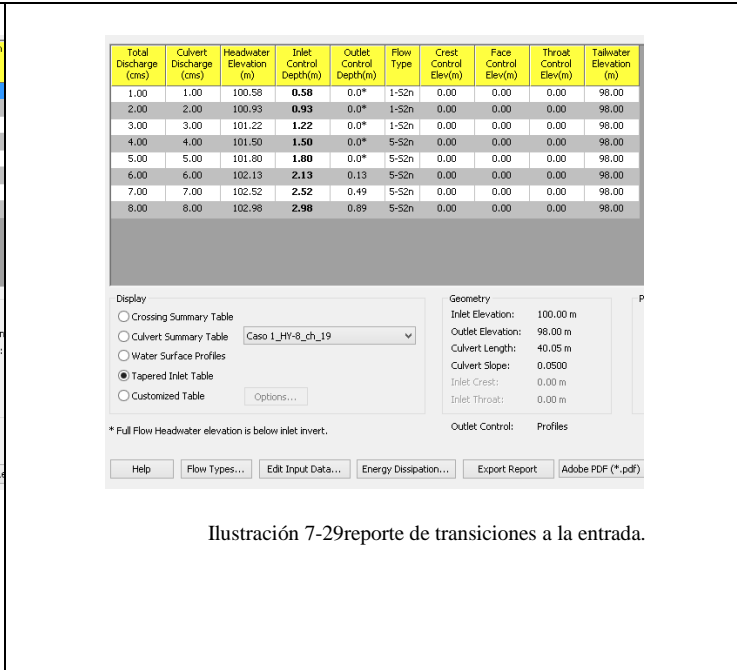 Total Discharge (cms) Culvert Discharge (cms) Headwater Elevation (m) Inlet Control Depth(m) Outlet Control Depth(m) Flow Type Crest Control Elev(m) Face Control Elev(m) Throat Control Elev(m) Tailwater Elevation (m)
1.00 1.00 100.58 0.58 0.0* 1-S2n 0.00 0.00 0.00 98.00
2.00 2.00 100.93 0.93 0.0* 1-S2n 0.00 0.00 0.00 98.00
3.00 3.00 101.22 1.22 0.0* 1-S2n 0.00 0.00 0.00 98.00
4.00 4.00 101.50 1.50 0.0* 5-S2n 0.00 0.00 0.00 98.00
5.00 5.00 101.80 1.80 0.0* 5-S2n 0.00 0.00 0.00 98.00
6.00 6.00 102.13 2.13 0.13 5-S2n 0.00 0.00 0.00 98.00
7.00 7.00 102.52 2.52 0.49 5-S2n 0.00 0.00 0.00 98.00
8.00 8.00 102.98 2.98 0.89 5-S2n 0.00 0.00 0.00 98.00
Display
Crossing Summary Table
Culvert Summary Table Caso 1_HY-8_ch_19
Water Surface Profiles
Tapered Inlet Table
Customized Table Options...
Geometry
Inlet Elevation: 100.00 m
Outlet Elevation: 98.00 m
Culvert Length: 40.05 m
Culvert Slope: 0.0500
Inlet Crest: 0.00 m
Inlet Throat: 0.00 m
Outlet Control: Profiles
P
* Full Flow Headwater elevation is below inlet invert.
Help Flow Types... Edit Input Data... Energy Dissipation... Export Report Adobe PDF (*.pdf)
Ilustración 7-29reporte de transiciones a la entrada.